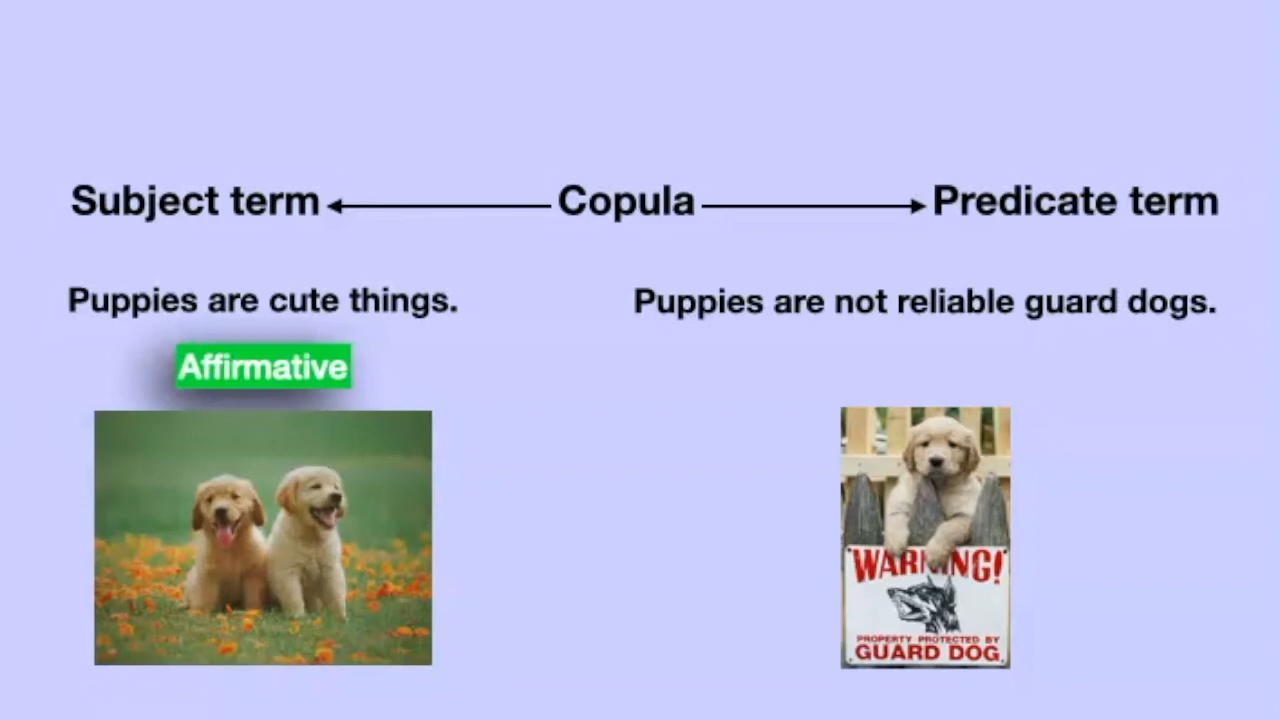 Subject term
Copula
Predicate term
Puppies are cute things.
Puppies are not reliable guard dogs.
Affirmative
WARNING!
PROPERTY PROTECTED BY
GUARD DOG